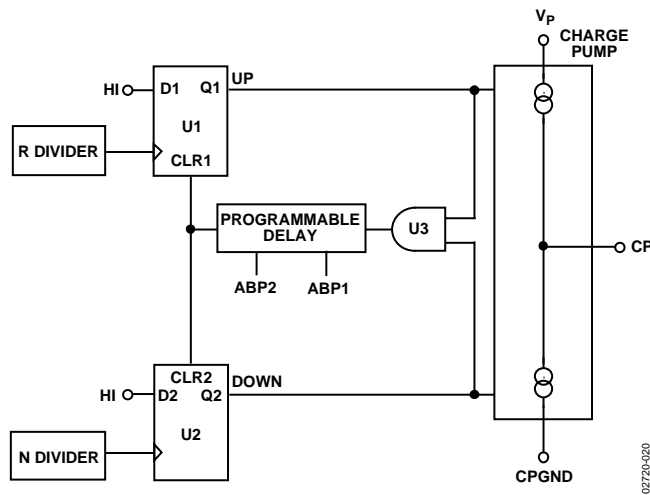 VP
CHARGE
PUMP
HI
D1
Q1
UP
U1
R DIVIDER
CLR1
PROGRAMMABLE
DELAY
U3
CP
ABP2
ABP1
CLR2
DOWN
HI
D2
Q2
U2
N DIVIDER
CPGND
02720-020